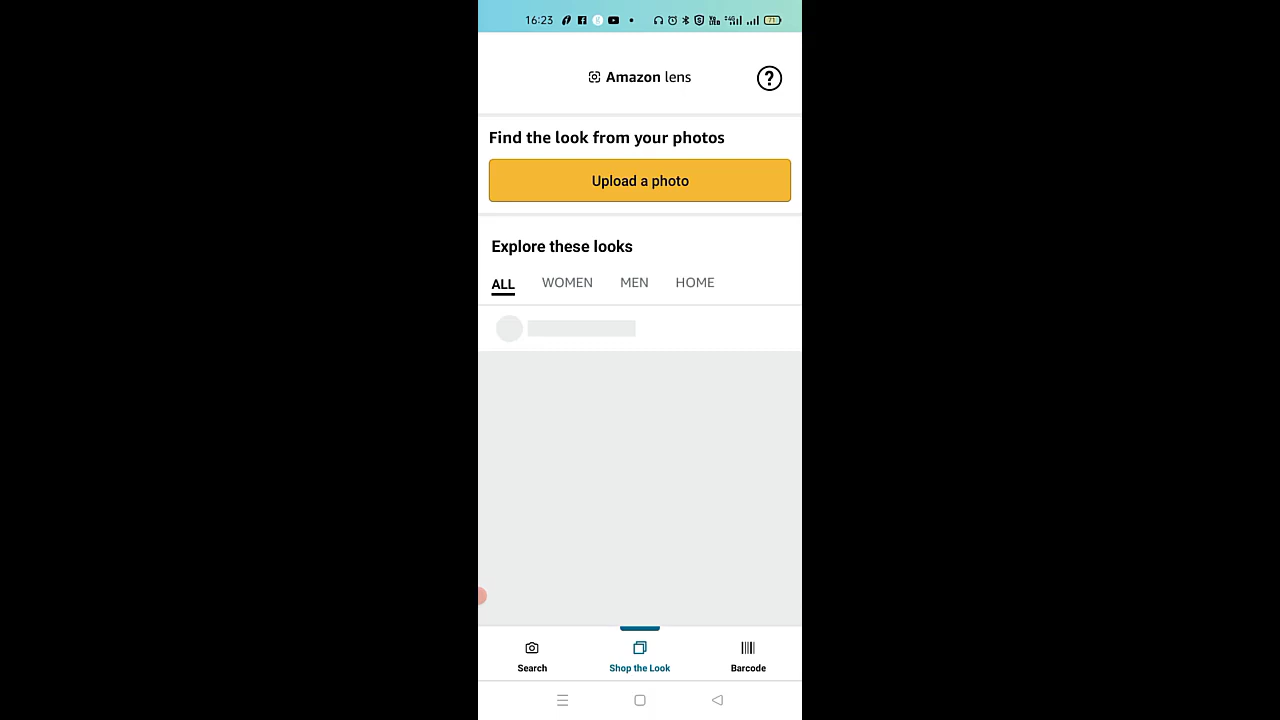 16:23
Amazon lens
?
Find the look from your photos
Upload a photo
Explore these looks
ALL WOMEN MEN HOME
Search Shop the Look Barcode